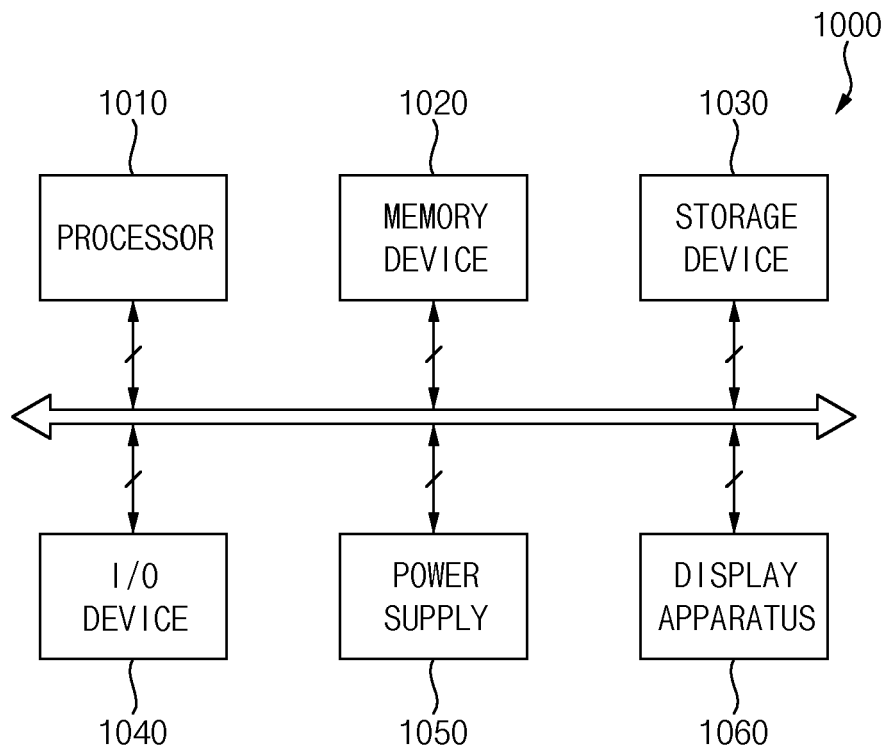 1000
1010
1020
1030
PROCESSOR
MEMORY
DEVICE
STORAGE
DEVICE
I/O
DEVICE
POWER
SUPPLY
DISPLAY
APPARATUS
1040
1050
1060